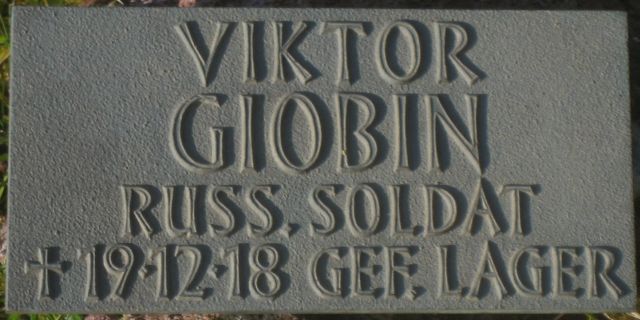 VIKTOR
GIOBIN
RUSS. SOLDAT
† 19·12·18 GEF. LAGER